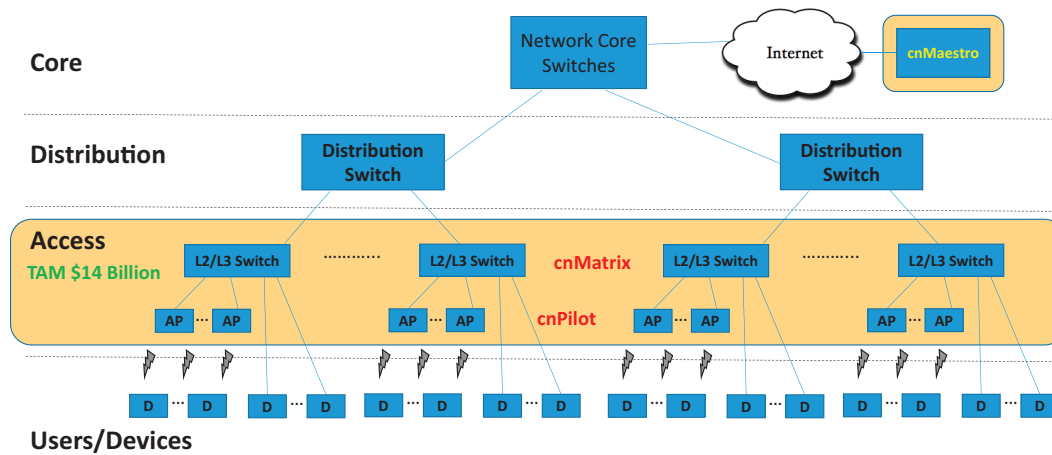 Core
Network Core
Switches
Internet
cnMaestro
Distribution
Distribution
Switch
Distribution
Switch
Access
TAM $14 Billion
L2/L3 Switch
............
L2/L3 Switch
cnMatrix
L2/L3 Switch
............
L2/L3 Switch
AP ... AP
AP ... AP
cnPilot
AP ... AP
AP ... AP
D ... D
D ... D
D ... D
D ... D
D ... D
D ... D
D ... D
D ... D
Users/Devices